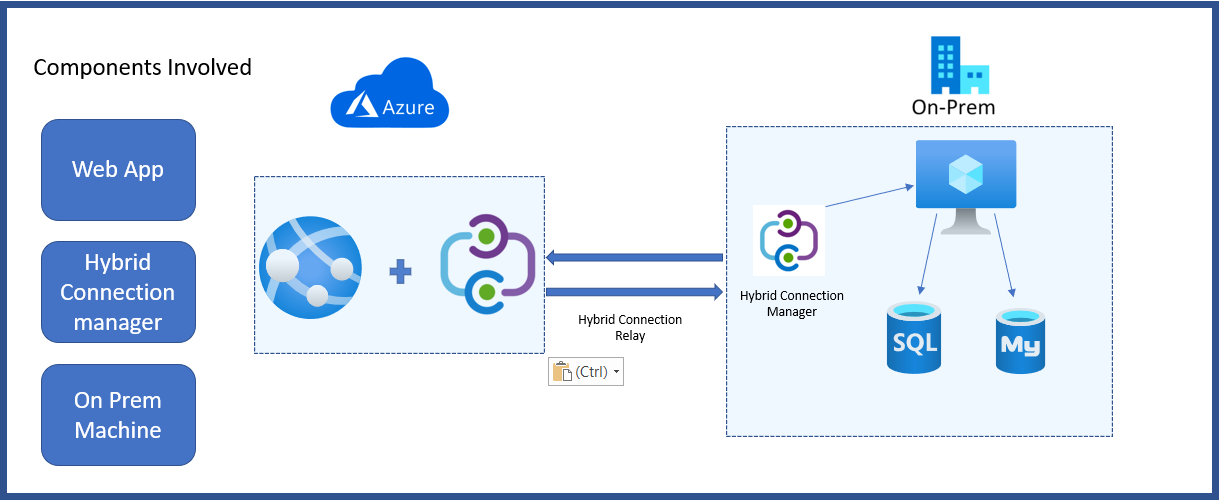 Components Involved
Web App
Hybrid
Connection
manager
On Prem
Machine
Azure
Hybrid Connection
Relay
(Ctrl)
On-Prem
Hybrid Connection
Manager
SQL
My